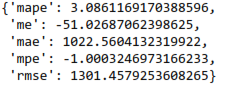 {'mape': 3.0861169170388596,
'me': -51.02687062398625,
'mae': 1022.5604132319922,
'mpe': -1.0003246973166233,
'rmse': 1301.4579253608265}